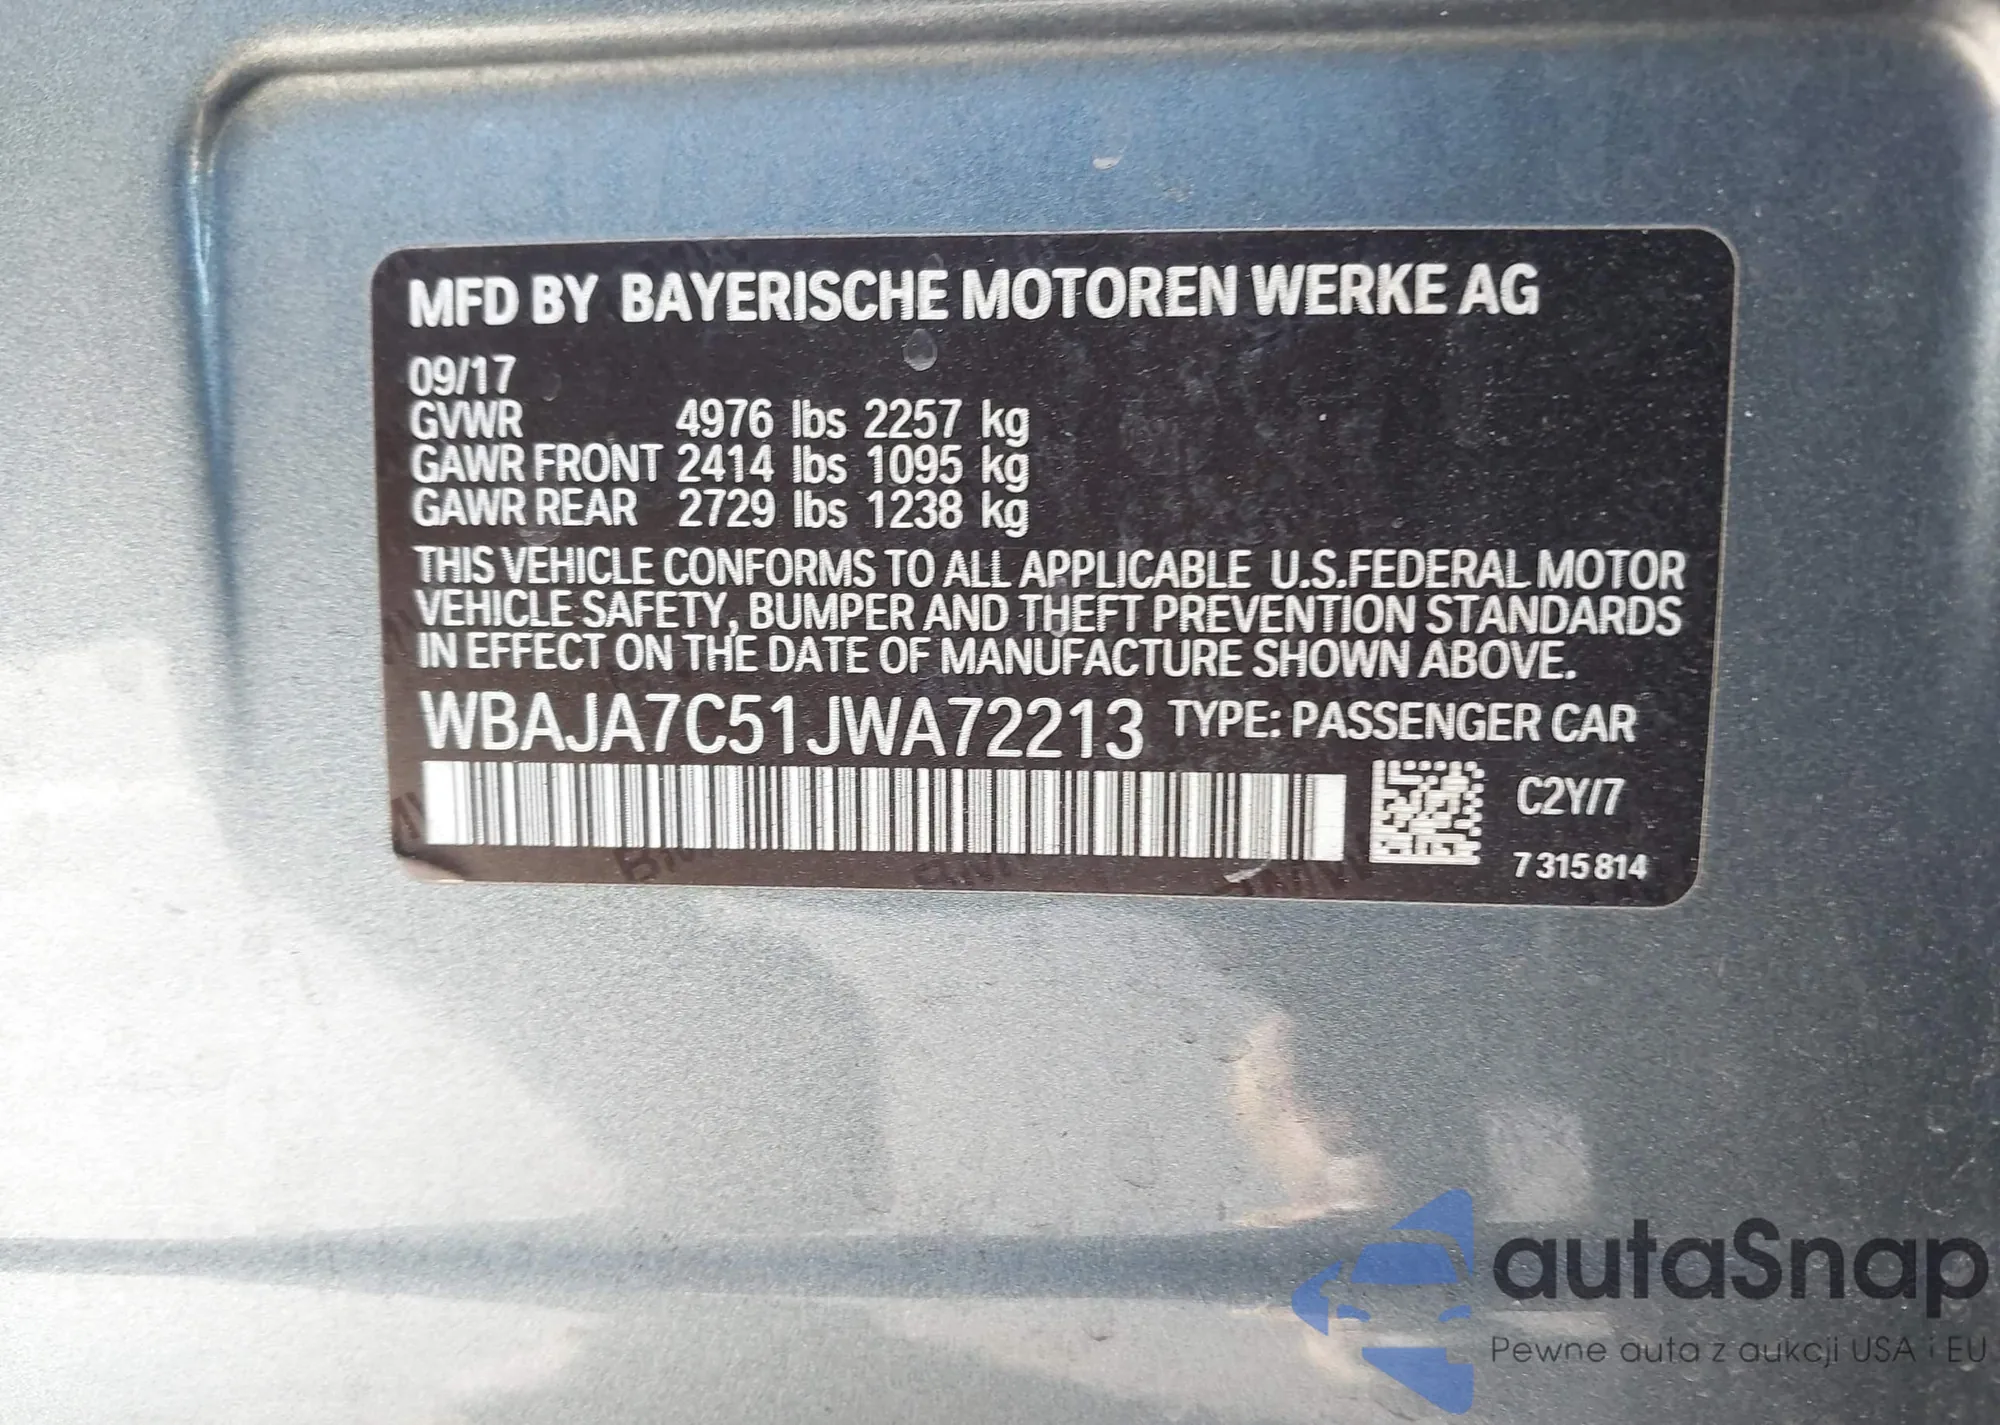 MFD BY BAYERISCHE MOTOREN WERKE AG
09/17
GVWR 4976 lbs 2257 kg
GAWR FRONT 2414 lbs 1095 kg
GAWR REAR 2729 lbs 1238 kg
THIS VEHICLE CONFORMS TO ALL APPLICABLE U.S.FEDERAL MOTOR
VEHICLE SAFETY, BUMPER AND THEFT PREVENTION STANDARDS
IN EFFECT ON THE DATE OF MANUFACTURE SHOWN ABOVE.
WBAJA7C51JWA72213 TYPE: PASSENGER CAR
C2Y/7
7 315 814
BMW
BMW
BMW
autaSnap
Pewne auta z aukcji USA i EU